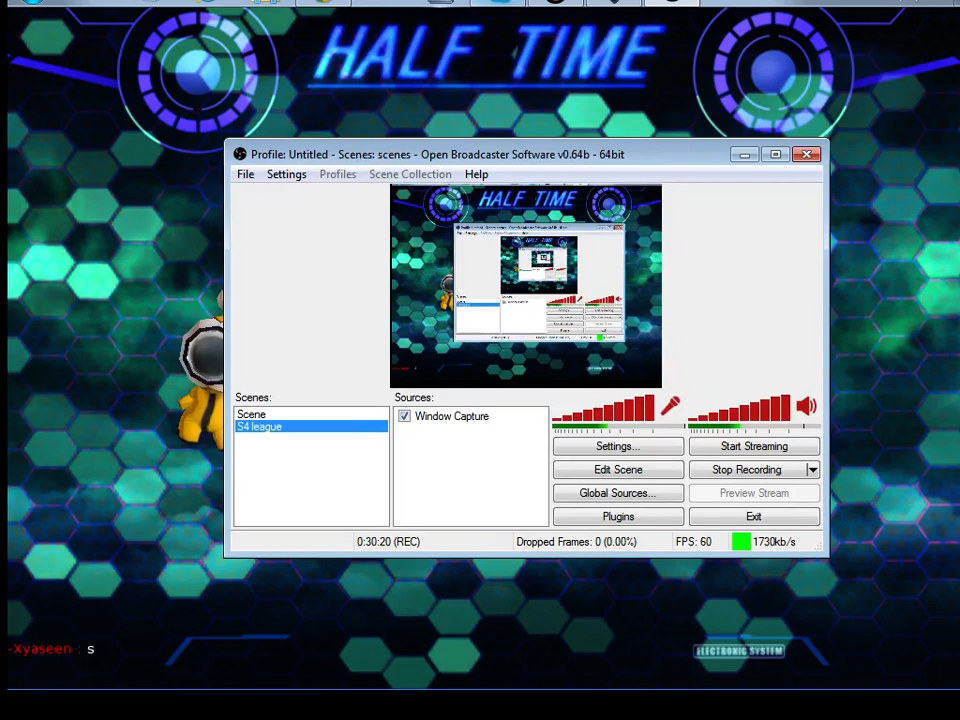 HALF TIME
Profile: Untitled - Scenes: scenes - Open Broadcaster Software v0.64b - 64bit
File Settings Profiles Scene Collection Help
HALF TIME
Scenes: Sources:
Scene
S4 league
Window Capture
Settings... Start Streaming
Edit Scene Stop Recording
Global Sources... Preview Stream
Plugins Exit
0:30:20 (REC) Dropped Frames: 0 (0.00%) FPS: 60 1730kb/s
-Xyaseen : s
ELECTRONIC SYSTEM